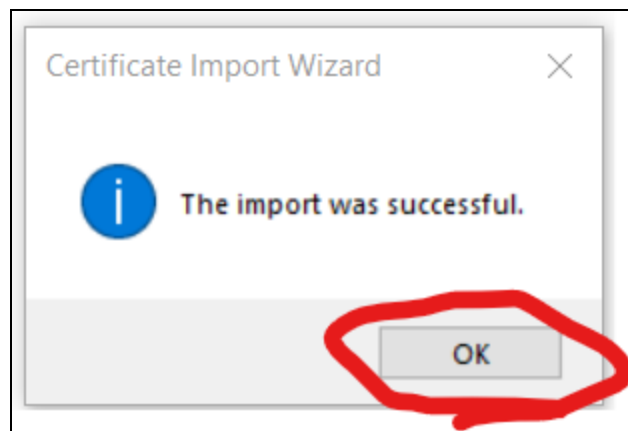 Certificate Import Wizard
The import was successful.
OK